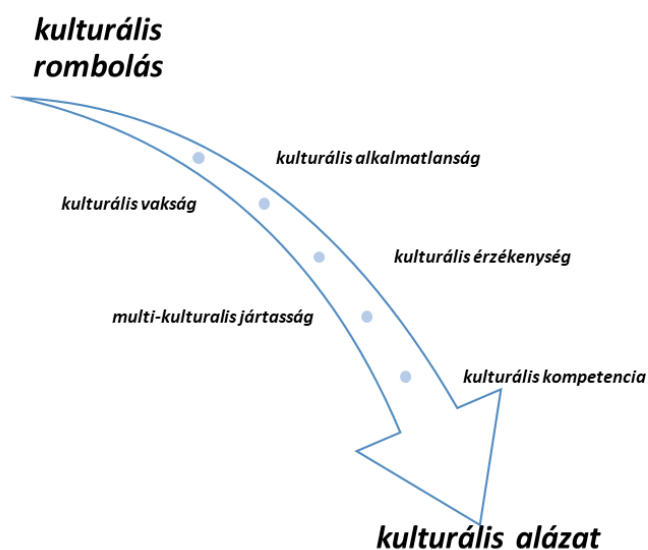 kulturális
rombolás
kulturális alkalmatlanság
kulturális vakság
kulturális érzékenység
multi-kulturalis jártasság
kulturális kompetencia
kulturális alázat